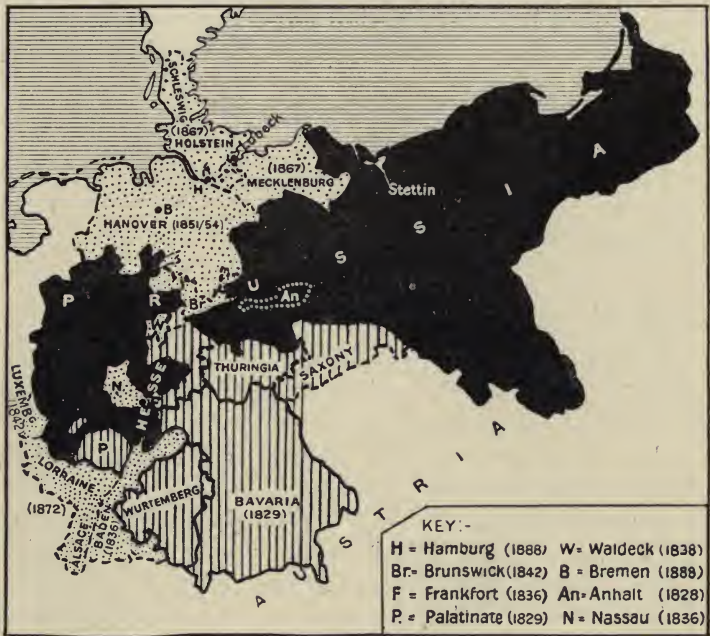 SCHLESWIG
(1867)
HOLSTEIN
Lübeck
H
(1867)
MECKLENBURG
Stettin
B
HANOVER (1851/54)
P R U S S I A
Br
An
W
THURINGIA
SAXONY
HESSE
N
F
LUXEMBG
1842
P
LORRAINE
(1872)
ALSACE
BADEN
(1836)
WURTEMBERG
BAVARIA
(1829)
A U S T R I A
KEY:-
H = Hamburg (1888) W = Waldeck (1838)
Br. = Brunswick (1842) B = Bremen (1888)
F = Frankfort (1836) An = Anhalt (1828)
P. = Palatinate (1829) N = Nassau (1836)